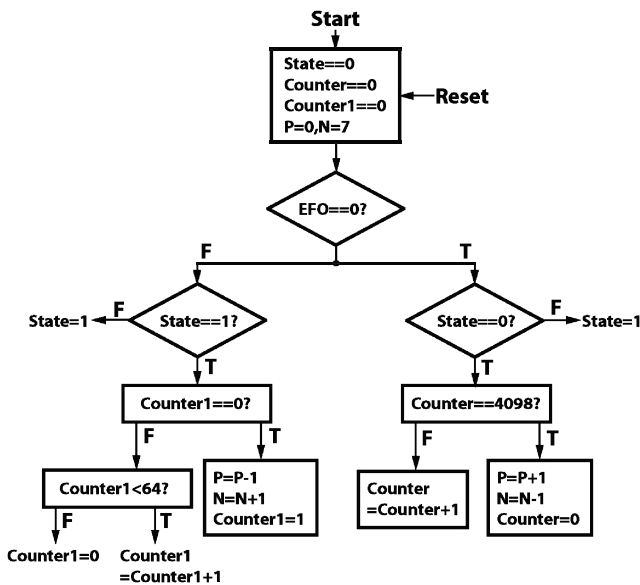 Start
State==0
Counter==0
Counter1==0
P=0,N=7
Reset
EFO==0?
F
T
State=1
F
State==1?
State==0?
F
State=1
T
T
Counter1==0?
Counter==4098?
F
T
F
T
Counter1<64?
P=P-1
N=N+1
Counter1=1
Counter
=Counter+1
P=P+1
N=N-1
Counter=0
F
T
Counter1=0
Counter1
=Counter1+1